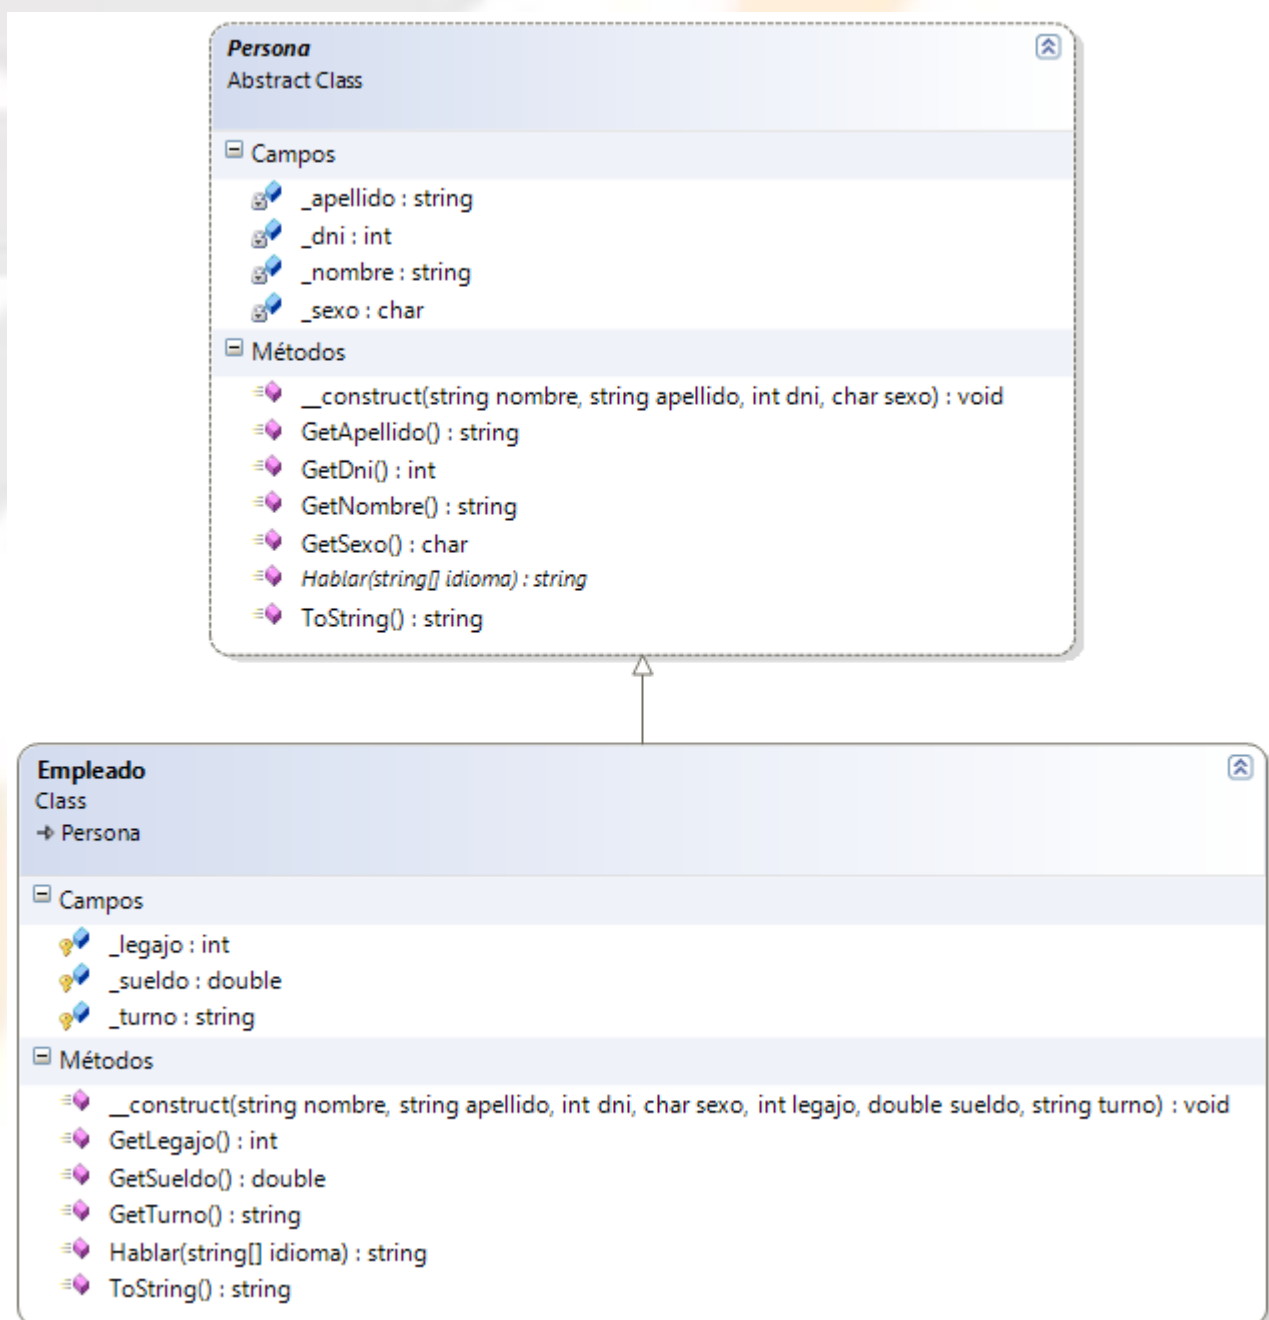 Persona
Abstract Class
Campos
_apellido : string
_dni : int
_nombre : string
_sexo : char
Métodos
__construct(string nombre, string apellido, int dni, char sexo) : void
GetApellido() : string
GetDni() : int
GetNombre() : string
GetSexo() : char
Hablar(string[] idioma) : string
ToString() : string
Empleado
Class
Persona
Campos
_legajo : int
_sueldo : double
_turno : string
Métodos
__construct(string nombre, string apellido, int dni, char sexo, int legajo, double sueldo, string turno) : void
GetLegajo() : int
GetSueldo() : double
GetTurno() : string
Hablar(string[] idioma) : string
ToString() : string